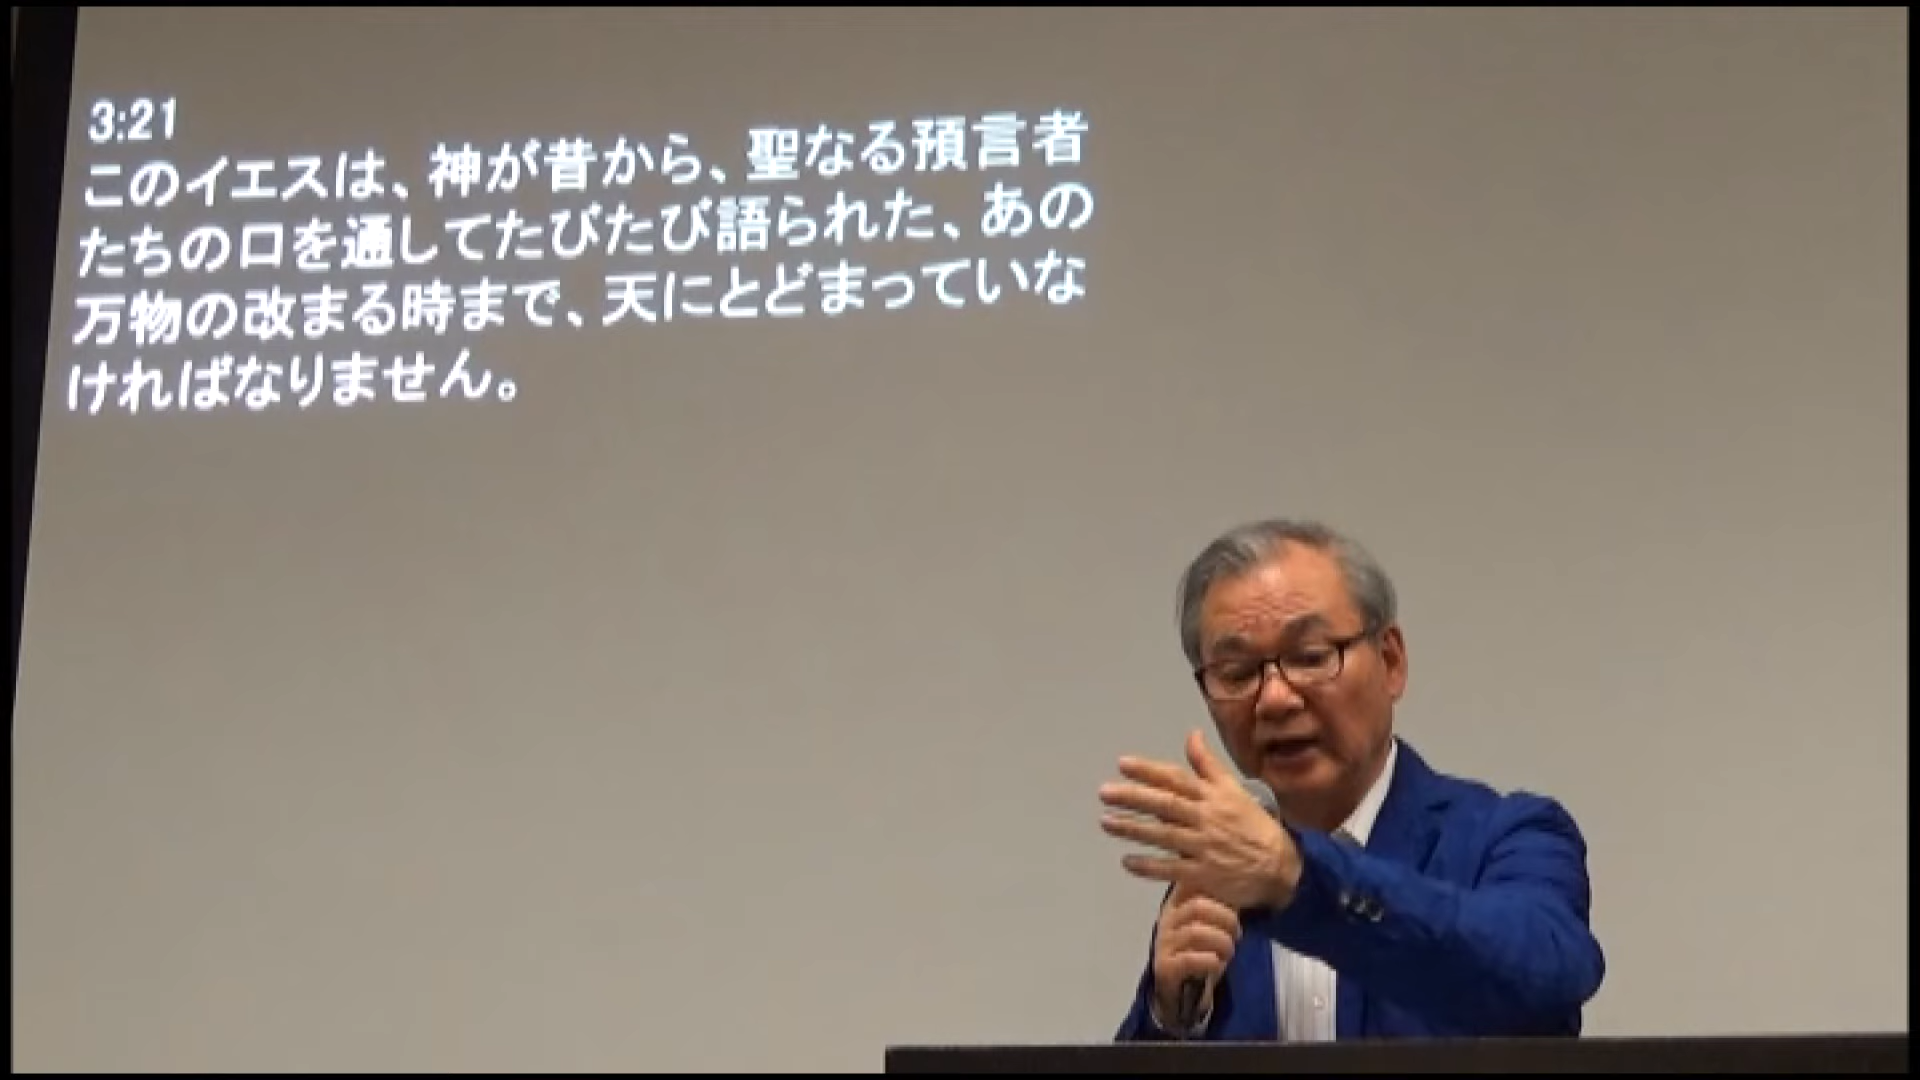 3:21
このイエスは、神が昔から、聖なる預言者
たちの口を通してたびたび語られた、あの
万物の改まる時まで、天にとどまっていな
ければなりません。